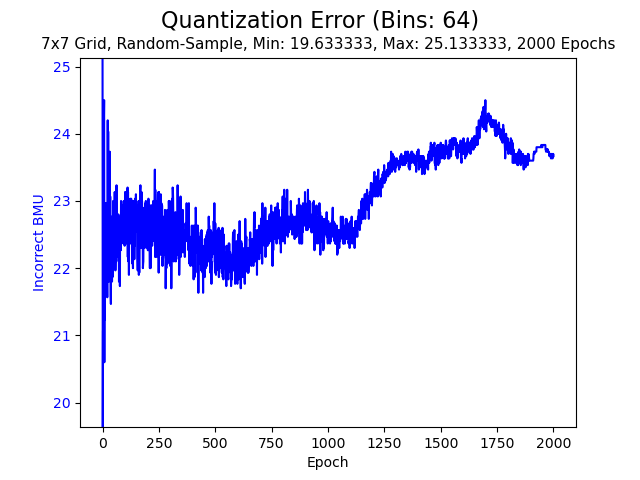 Quantization Error (Bins: 64)
7x7 Grid, Random-Sample, Min: 19.633333, Max: 25.133333, 2000 Epochs
25
24
23
22
21
20
Incorrect BMU
0 250 500 750 1000 1250 1500 1750 2000
Epoch